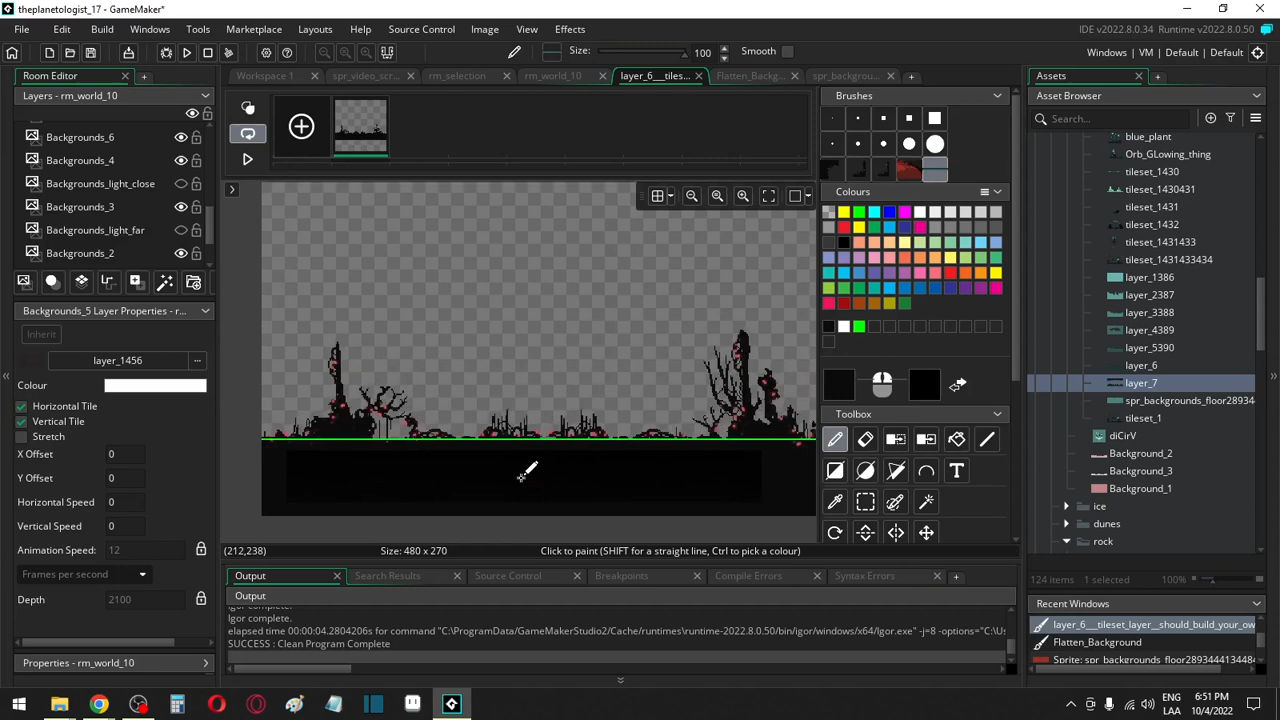 theplanetologist_17 - GameMaker*
File Edit Build Windows Tools Marketplace Layouts Help Source Control Image Effects
IDE v2022.8.0.34 Runtime v2022.8.0.50
Size: 100 Smooth
Windows | VM | Default | Default
Room Editor
Workspace 1 spr_video_scr... rm_selection rm_world_10 layer_6___tiles... Flatten_Backg... spr_backgrou...
Assets
Layers - rm_world_10
Brushes
Asset Browser
Search...
Backgrounds_6
Backgrounds_4
Backgrounds_light_close
Backgrounds_3
Backgrounds_light_far
Backgrounds_2
Colours
blue_plant
Orb_GLowing_thing
tileset_1430
tileset_1430431
tileset_1431
tileset_1432
tileset_1431433
tileset_1431433434
layer_1386
layer_2387
layer_3388
layer_4389
layer_5390
layer_6
layer_7
spr_backgrounds_floor289344
tileset_1
diCirV
Background_2
Background_3
Background_1
ice
dunes
rock
Backgrounds_5 Layer Properties - r...
Inherit
layer_1456
...
Colour
Horizontal Tile
Vertical Tile
Stretch
X Offset 0
Y Offset 0
Horizontal Speed 0
Vertical Speed 0
Animation Speed: 12
Frames per second
Depth 2100
Properties - rm_world_10
Toolbox
T
(212,238) Size: 480 x 270 Click to paint (SHIFT for a straight line, Ctrl to pick a colour)
Output Search Results Source Control Breakpoints Compile Errors Syntax Errors
Output
Igor complete.
Igor complete.
elapsed time 00:00:04.2804206s for command "C:\ProgramData/GameMakerStudio2/Cache/runtimes\runtime-2022.8.0.50/bin/igor/windows/x64/Igor.exe" -j=8 -options="C:\Us
SUCCESS : Clean Program Complete
124 items 1 selected 100%
Recent Windows
layer_6___tileset_layer__should_build_your_ow
Flatten_Background
Sprite: spr_backgrounds_floor2893444134484
ENG
LAA
6:51 PM
10/4/2022